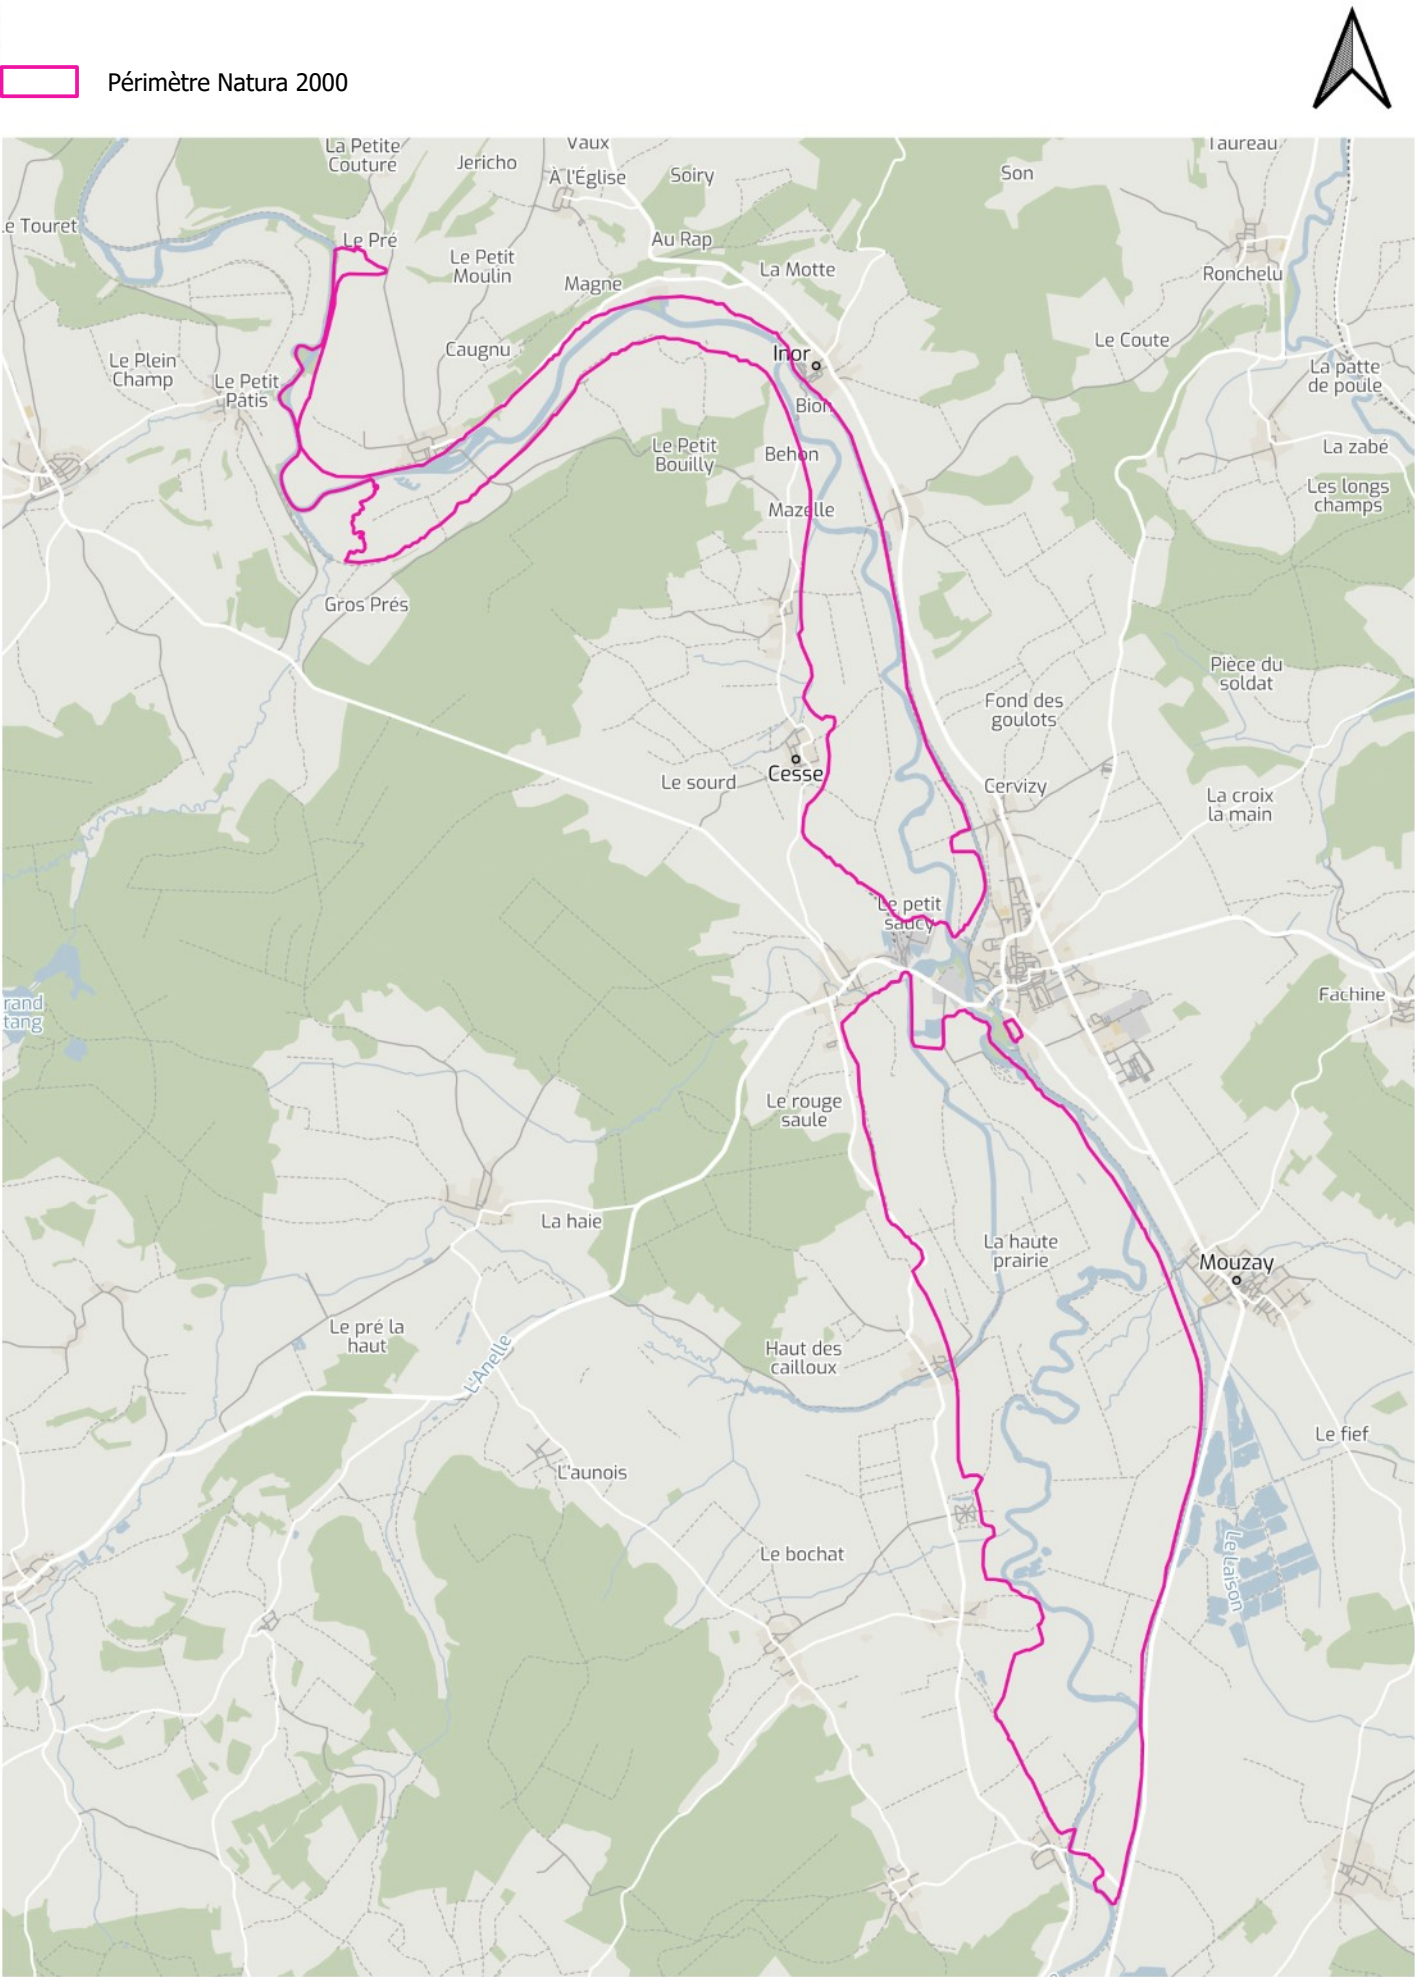 Périmètre Natura 2000
La Petite
Couture
Jericho
Vaux
À l'Église
Soiry
Son
Taureau
Le Touret
Le Pré
Le Petit
Moulin
Au Rap
Magne
La Motte
Ronchelu
Le Plein
Champ
Le Petit
Pâtis
Caugnu
Inor
Le Coute
La patte
de poule
Bion
Le Petit
Bouilly
Behon
La zabé
Les longs
champs
Mazelle
Gros Prés
Pièce du
soldat
Fond des
goulots
Le sourd
Cesse
Cervizy
La croix
la main
Le petit
saucy
rand
tang
Fachine
Le rouge
saule
La haie
La haute
prairie
Mouzay
Le pré la
haut
L'Anelle
Haut des
cailloux
Le fief
L'aunois
Le bochat
Le Laison